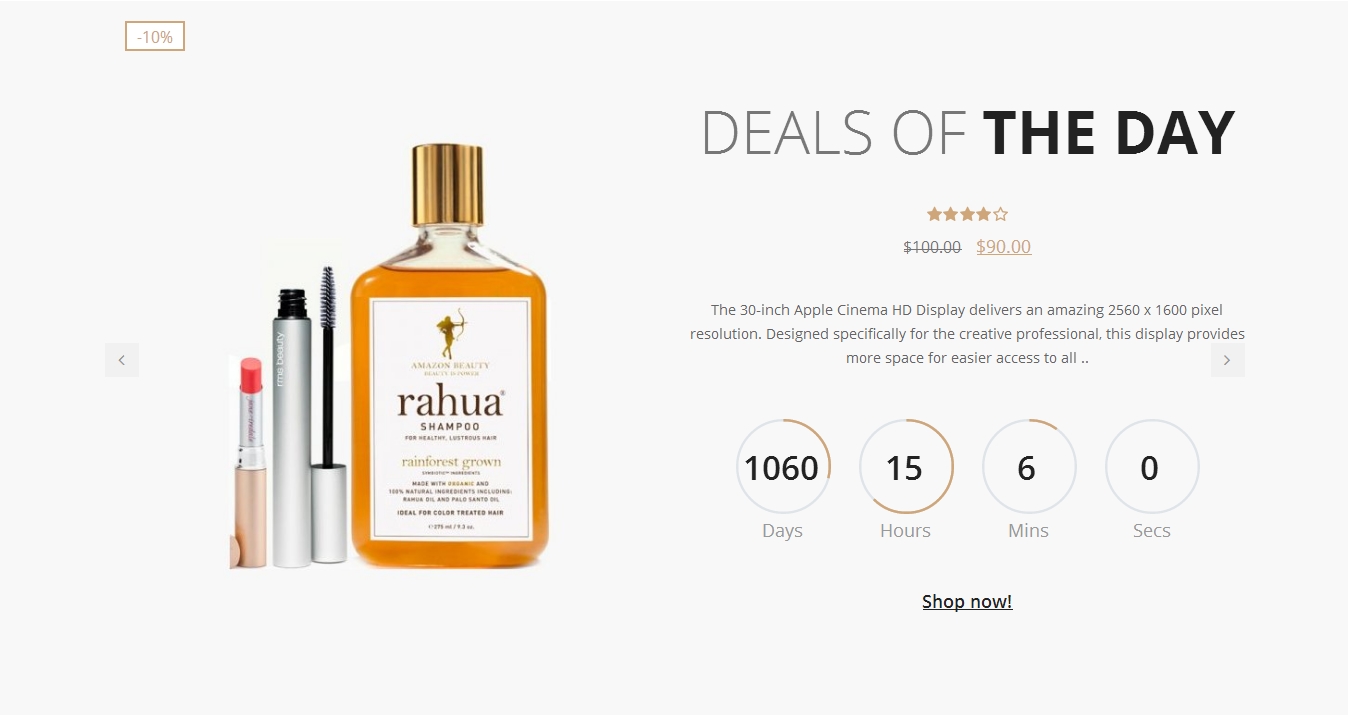 -10%
DEALS OF THE DAY
$100.00 $90.00
The 30-inch Apple Cinema HD Display delivers an amazing 2560 x 1600 pixel
resolution. Designed specifically for the creative professional, this display provides
more space for easier access to all ..
1060 15 6 0
Days Hours Mins Secs
Shop now!
rms beauty
AMAZON BEAUTY
BEAUTY IS POWER
rahua®
SHAMPOO
FOR HEALTHY, LUSTROUS HAIR
rainforest grown
SYMBIOTIC™ INGREDIENTS
MADE WITH ORGANIC AND
100% NATURAL INGREDIENTS INCLUDING:
RAHUA OIL AND PALO SANTO OIL
IDEAL FOR COLOR TREATED HAIR
℮275 ml / 9.3 oz.